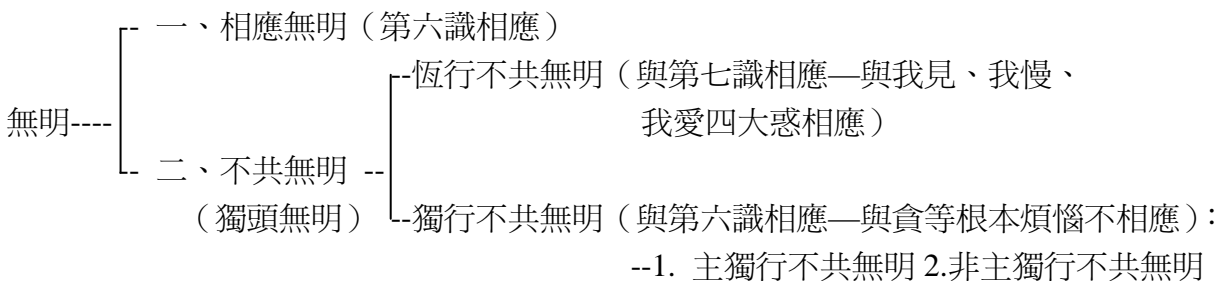 -- 一、相應無明（第六識相應）
--恆行不共無明（與第七識相應—與我見、我慢、
無明----
我愛四大惑相應）
-- 二、不共無明 --
（獨頭無明）
--獨行不共無明（與第六識相應—與貪等根本煩惱不相應）：
--1. 主獨行不共無明 2.非主獨行不共無明